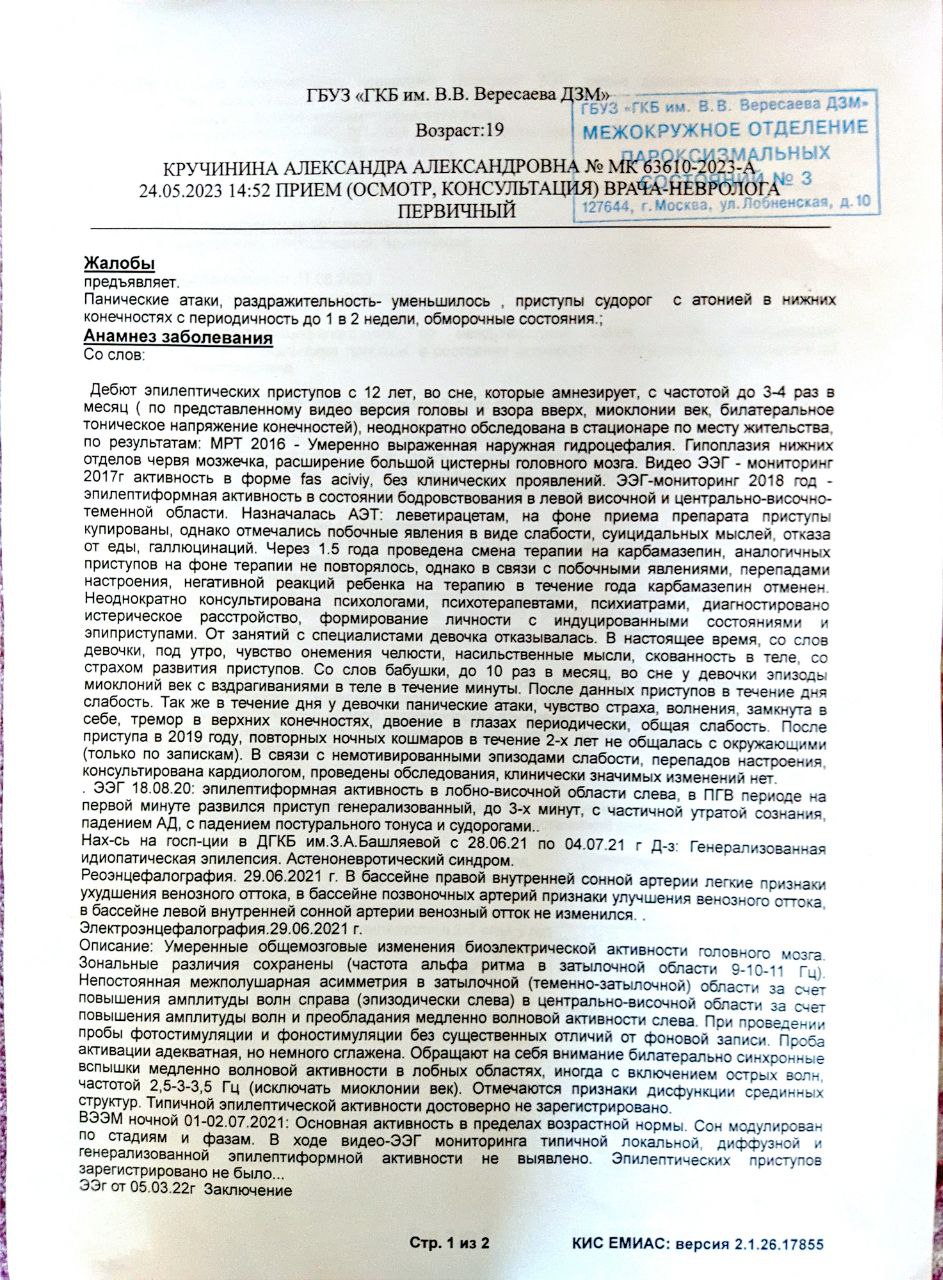 ГБУЗ «ГКБ им. В.В. Вересаева ДЗМ»
ГБУЗ «ГКБ им. В.В. Вересаева ДЗМ»
МЕЖОКРУЖНОЕ ОТДЕЛЕНИЕ
ПАРОКСИЗМАЛЬНЫХ
СОСТОЯНИЙ № 3
127644, г.Москва, ул.Лобненская, д.10
Возраст:19
КРУЧИНИНА АЛЕКСАНДРА АЛЕКСАНДРОВНА № МК 63610-2023-А
24.05.2023 14:52 ПРИЕМ (ОСМОТР, КОНСУЛЬТАЦИЯ) ВРАЧА-НЕВРОЛОГА
ПЕРВИЧНЫЙ
Жалобы
предъявляет.
Панические атаки, раздражительность- уменьшилось , приступы судорог с атонией в нижних
конечностях с периодичность до 1 в 2 недели, обморочные состояния.;
Анамнез заболевания
Со слов:
Дебют эпилептических приступов с 12 лет, во сне, которые амнезирует, с частотой до 3-4 раз в
месяц ( по представленному видео версия головы и взора вверх, миоклонии век, билатеральное
тоническое напряжение конечностей), неоднократно обследована в стационаре по месту жительства,
по результатам: МРТ 2016 - Умеренно выраженная наружная гидроцефалия. Гипоплазия нижних
отделов червя мозжечка, расширение большой цистерны головного мозга. Видео ЭЭГ - мониторинг
2017г активность в форме fas aciviy, без клинических проявлений. ЭЭГ-мониторинг 2018 год -
эпилептиформная активность в состоянии бодровствования в левой височной и центрально-височно-
теменной области. Назначалась АЭТ: леветирацетам, на фоне приема препарата приступы
купированы, однако отмечались побочные явления в виде слабости, суицидальных мыслей, отказа
от еды, галлюцинаций. Через 1.5 года проведена смена терапии на карбамазепин, аналогичных
приступов на фоне терапии не повторялось, однако в связи с побочными явлениями, перепадами
настроения, негативной реакций ребенка на терапию в течение года карбамазепин отменен.
Неоднократно консультирована психологами, психотерапевтами, психиатрами, диагностировано
истерическое расстройство, формирование личности с индуцированными состояниями и
эпиприступами. От занятий с специалистами девочка отказывалась. В настоящее время, со слов
девочки, под утро, чувство онемения челюсти, насильственные мысли, скованность в теле, со
страхом развития приступов. Со слов бабушки, до 10 раз в месяц, во сне у девочки эпизоды
миоклоний век с вздрагиваниями в теле в течение минуты. После данных приступов в течение дня
слабость. Так же в течение дня у девочки панические атаки, чувство страха, волнения, замкнута в
себе, тремор в верхних конечностях, двоение в глазах периодически, общая слабость. После
приступа в 2019 году, повторных ночных кошмаров в течение 2-х лет не общалась с окружающими
(только по запискам). В связи с немотивированными эпизодами слабости, перепадов настроения,
консультирована кардиологом, проведены обследования, клинически значимых изменений нет.
. ЭЭГ 18.08.20: эпилептиформная активность в лобно-височной области слева, в ПГВ периоде на
первой минуте развился приступ генерализованный, до 3-х минут, с частичной утратой сознания,
падением АД, с падением постурального тонуса и судорогами..
Нах-сь на госп-ции в ДГКБ им.З.А.Башляевой с 28.06.21 по 04.07.21 г Д-з: Генерализованная
идиопатическая эпилепсия. Астеноневротический синдром.
Реоэнцефалография. 29.06.2021 г. В бассейне правой внутренней сонной артерии легкие признаки
ухудшения венозного оттока, в бассейне позвоночных артерий признаки улучшения венозного оттока,
в бассейне левой внутренней сонной артерии венозный отток не изменился. .
Электроэнцефалография.29.06.2021 г.
Описание: Умеренные общемозговые изменения биоэлектрической активности головного мозга.
Зональные различия сохранены (частота альфа ритма в затылочной области 9-10-11 Гц).
Непостоянная межполушарная асимметрия в затылочной (теменно-затылочной) области за счет
повышения амплитуды волн справа (эпизодически слева) в центрально-височной области за счет
повышения амплитуды волн и преобладания медленно волновой активности слева. При проведении
пробы фотостимуляции и фоностимуляции без существенных отличий от фоновой записи. Проба
активации адекватная, но немного сглажена. Обращают на себя внимание билатерально синхронные
вспышки медленно волновой активности в лобных областях, иногда с включением острых волн,
частотой 2,5-3-3,5 Гц (исключать миоклонии век). Отмечаются признаки дисфункции срединных
структур. Типичной эпилептической активности достоверно не зарегистрировано.
ВЭЭМ ночной 01-02.07.2021: Основная активность в пределах возрастной нормы. Сон модулирован
по стадиям и фазам. В ходе видео-ЭЭГ мониторинга типичной локальной, диффузной и
генерализованной эпилептиформной активности не выявлено. Эпилептических приступов
зарегистрировано не было...
ЭЭг от 05.03.22г Заключение
Стр. 1 из 2
КИС ЕМИАС: версия 2.1.26.17855